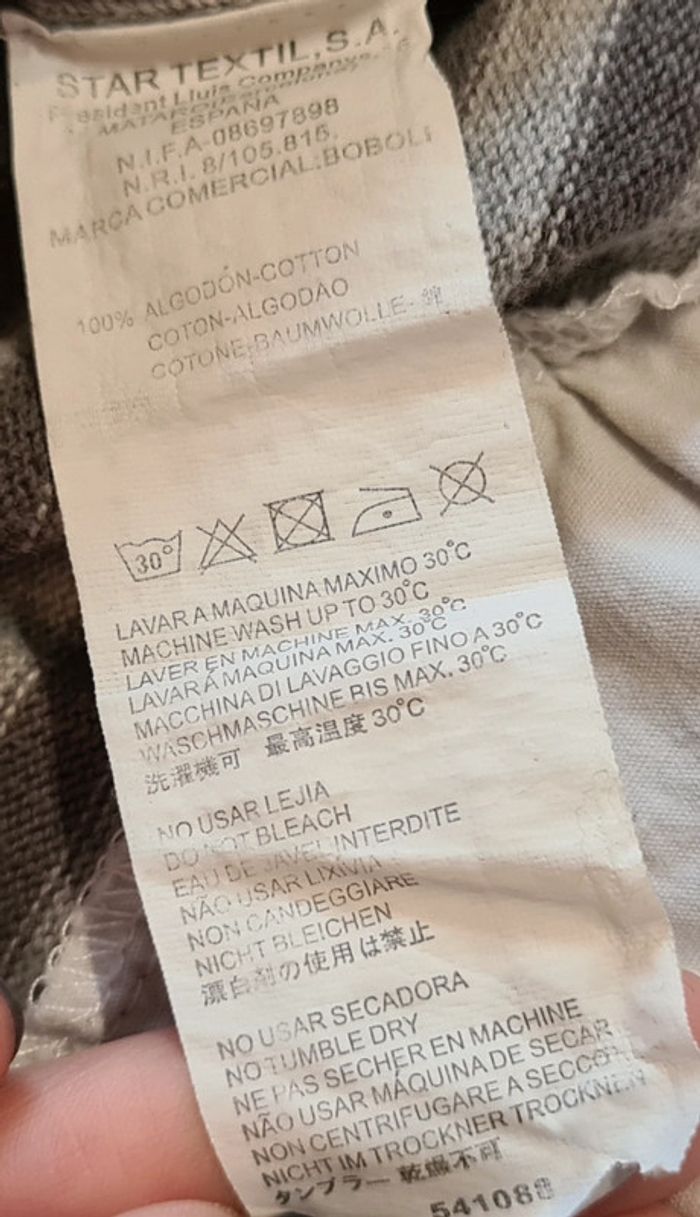 STAR TEXTIL, S.A.
President Lluis Companys
MATARO
ESPAÑA
N.I.F.A-08697898
N.R.I. 8/105.816.
MARCA COMERCIAL:BOBOLI
100% ALGODÓN-COTTON
COTON-ALGODAO
COTONE-BAUMWOLLE- 綿
30°
LAVAR A MAQUINA MAXIMO 30°C
MACHINE WASH UP TO 30°C
LAVER EN MACHINE MAX. 30°C
LAVAR Á MAQUINA MAX. 30°C
MACCHINA DI LAVAGGIO FINO A 30°C
WASCHMASCHINE BIS MAX. 30°C
洗濯機可 最高温度 30°C
NO USAR LEJIA
DO NOT BLEACH
EAU DE JAVEL INTERDITE
NÃO USAR LIXIVIA
NON CANDEGGIARE
NICHT BLEICHEN
漂白剤の使用は禁止
NO USAR SECADORA
NO TUMBLE DRY
NE PAS SECHER EN MACHINE
NÃO USAR MÁQUINA DE SECAR
NON CENTRIFUGARE A SECCO
NICHT IM TROCKNER TROCKNEN
タンブラー 乾燥不可
541088